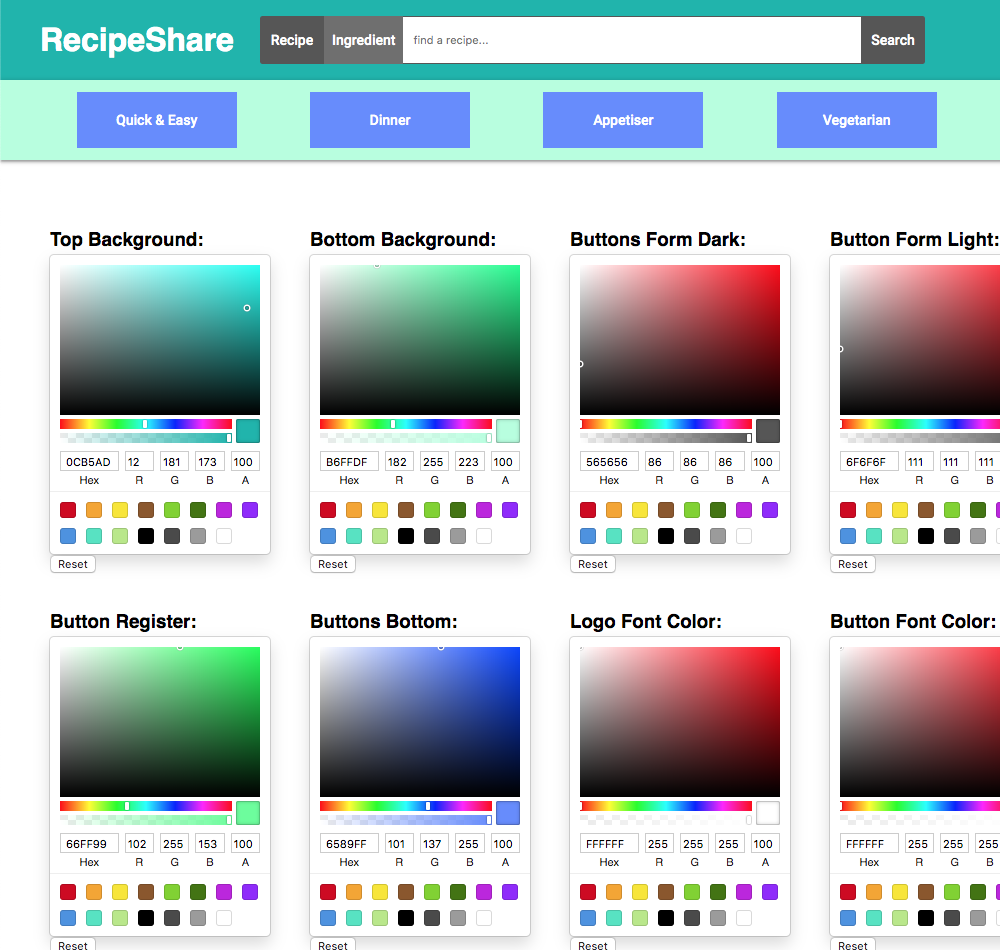 RecipeShare Recipe Ingredient find a recipe... Search
Quick & Easy Dinner Appetiser Vegetarian
Top Background: Bottom Background: Buttons Form Dark: Button Form Light:
0CB5AD 12 181 173 100 B6FFDF 182 255 223 100 565656 86 86 86 100 6F6F6F 111 111 111
Hex R G B A Hex R G B A Hex R G B A Hex R G B
Reset Reset Reset Reset
Button Register: Buttons Bottom: Logo Font Color: Button Font Color:
66FF99 102 255 153 100 6589FF 101 137 255 100 FFFFFF 255 255 255 100 FFFFFF 255 255 255
Hex R G B A Hex R G B A Hex R G B A Hex R G B
Reset Reset Reset Reset